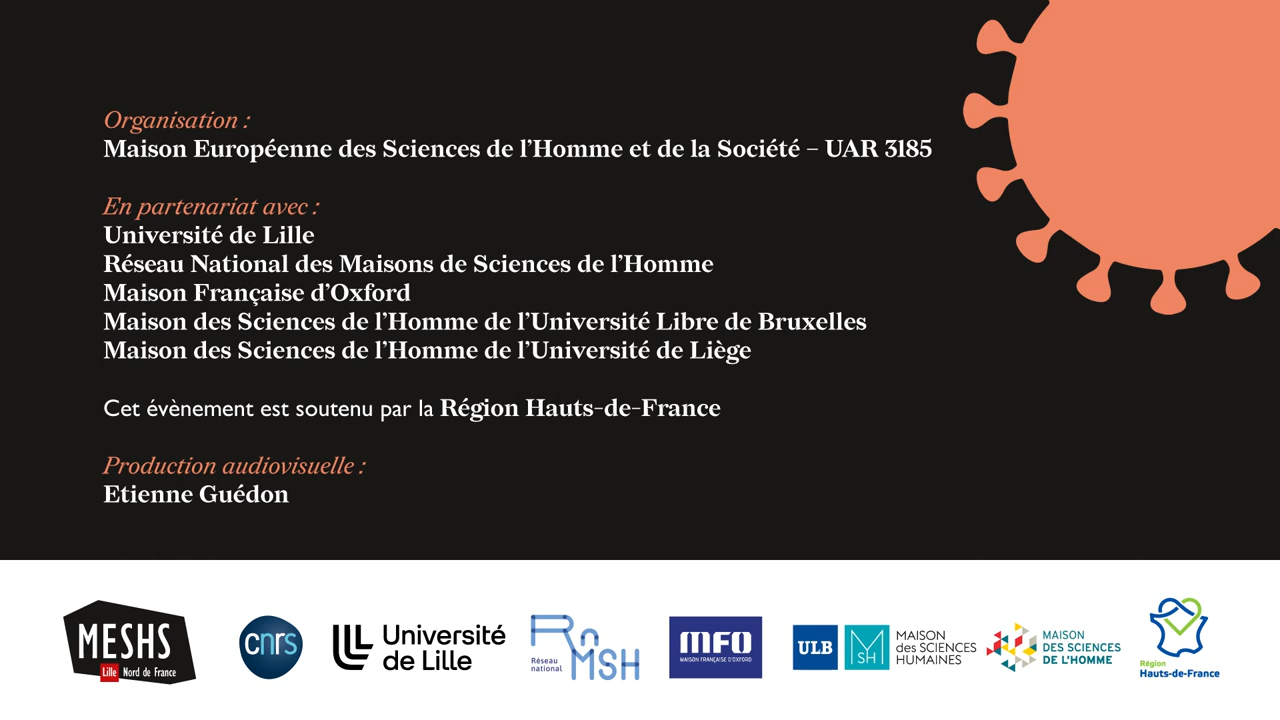 Organisation :
Maison Européenne des Sciences de l'Homme et de la Société – UAR 3185
En partenariat avec :
Université de Lille
Réseau National des Maisons de Sciences de l'Homme
Maison Française d'Oxford
Maison des Sciences de l'Homme de l'Université Libre de Bruxelles
Maison des Sciences de l'Homme de l'Université de Liège
Cet évènement est soutenu par la Région Hauts-de-France
Production audiovisuelle :
Etienne Guédon
MESHS
Lille Nord de France
cnrs
Université
de Lille
RnMSH
Réseau
national
MFO
MAISON FRANÇAISE D'OXFORD
ULB
MSH
MAISON
des SCIENCES
HUMAINES
MAISON
DES SCIENCES
DE L'HOMME
Région
Hauts-de-France